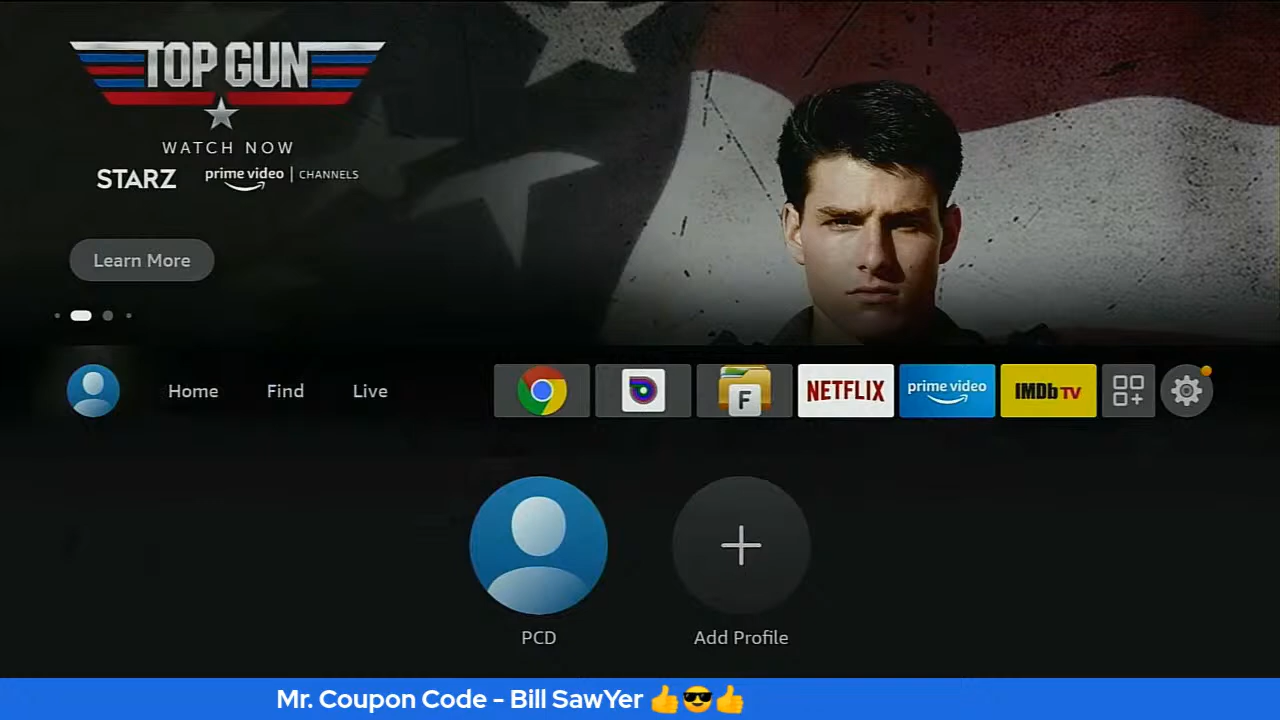 TOP GUN
WATCH NOW
STARZ prime video | CHANNELS
Learn More
Home Find Live F NETFLIX prime video IMDb TV
PCD Add Profile
Mr. Coupon Code - Bill SawYer 👍😎👍